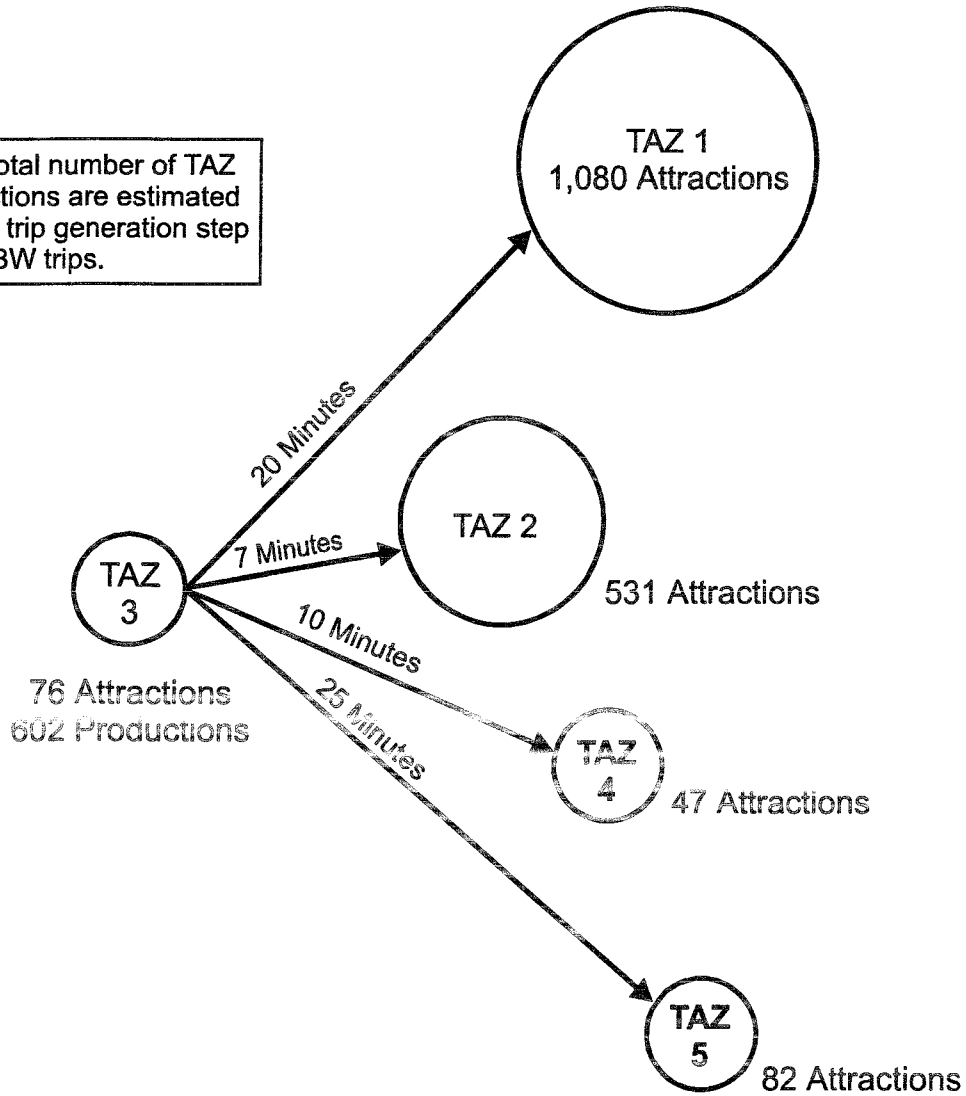 otal number of TAZ
ctions are estimated
trip generation step
BW trips.
TAZ 1
1,080 Attractions
20 Minutes
TAZ 2
7 Minutes
531 Attractions
TAZ
3
10 Minutes
76 Attractions
602 Productions
25 Minutes
TAZ
4
47 Attractions
TAZ
5
82 Attractions